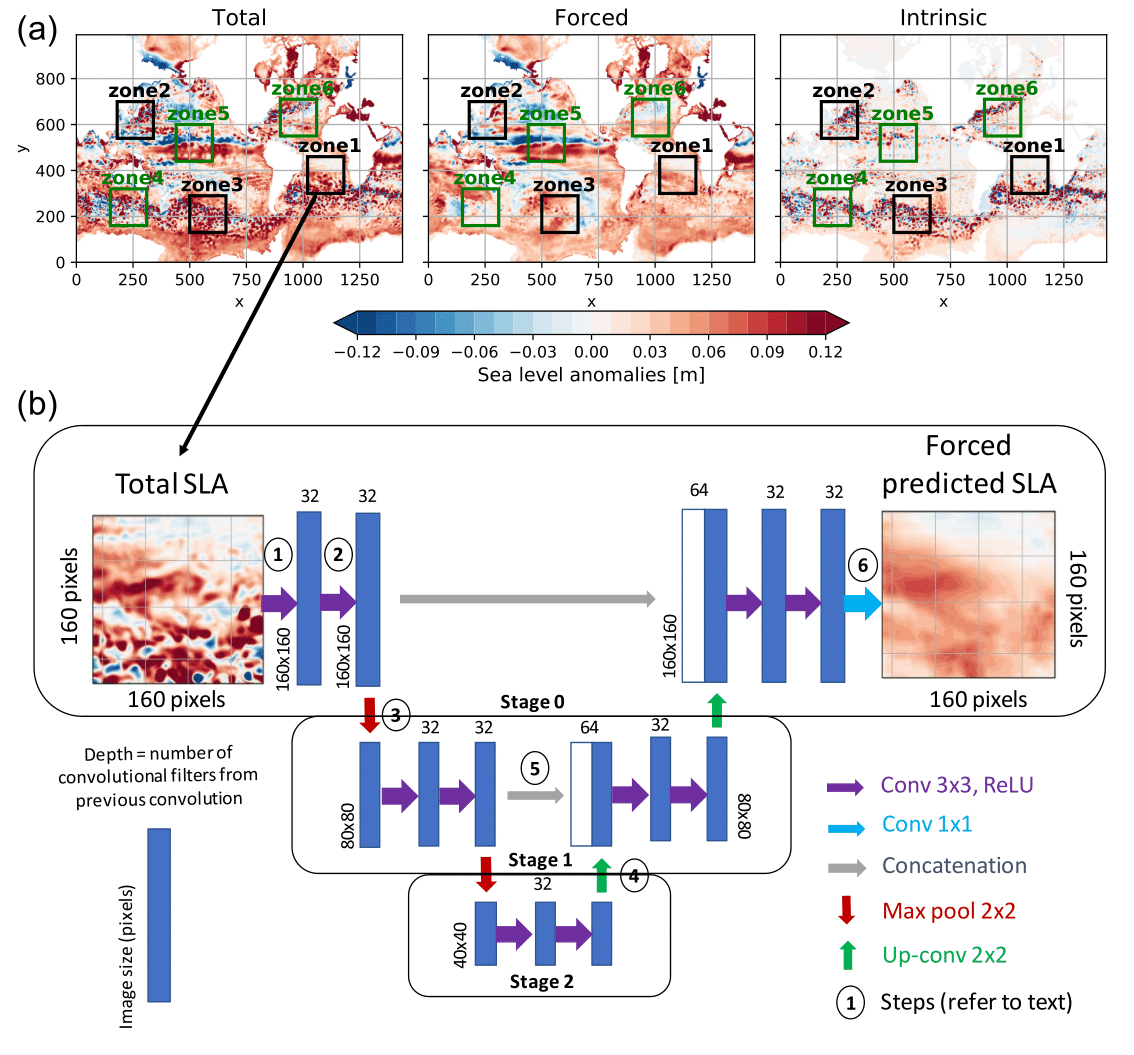 (a)
Total
Forced
Intrinsic
zone2
zone6
zone5
zone1
zone4
zone3
zone2
zone6
zone5
zone1
zone4
zone3
zone2
zone6
zone5
zone1
zone4
zone3
y
800
600
400
200
0
0 250 500 750 1000 1250
0 250 500 750 1000 1250
0 250 500 750 1000 1250
x
x
x
−0.12 −0.09 −0.06 −0.03 0.00 0.03 0.06 0.09 0.12
Sea level anomalies [m]
(b)
Total SLA
160 pixels
160 pixels
1
32
160x160
2
32
160x160
64
160x160
32
32
6
Forced
predicted SLA
160 pixels
160 pixels
Stage 0
3
80x80
32
32
5
64
32
80x80
Stage 1
4
32
40x40
Stage 2
Depth = number of
convolutional filters from
previous convolution
Image size (pixels)
Conv 3x3, ReLU
Conv 1x1
Concatenation
Max pool 2x2
Up-conv 2x2
1 Steps (refer to text)